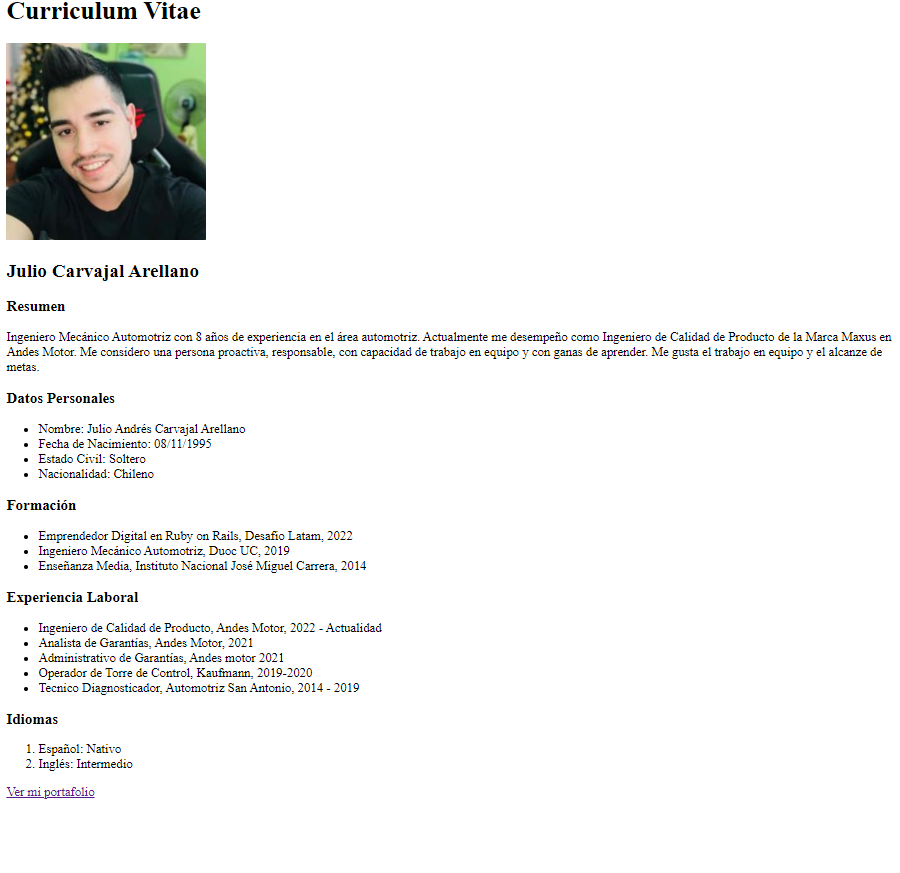 Curriculum Vitae
Julio Carvajal Arellano
Resumen
Ingeniero Mecánico Automotriz con 8 años de experiencia en el área automotriz. Actualmente me desempeño como Ingeniero de Calidad de Producto de la Marca Maxus en
Andes Motor. Me considero una persona proactiva, responsable, con capacidad de trabajo en equipo y con ganas de aprender. Me gusta el trabajo en equipo y el alcanze de
metas.
Datos Personales
• Nombre: Julio Andrés Carvajal Arellano
• Fecha de Nacimiento: 08/11/1995
• Estado Civil: Soltero
• Nacionalidad: Chileno
Formación
• Emprendedor Digital en Ruby on Rails, Desafío Latam, 2022
• Ingeniero Mecánico Automotriz, Duoc UC, 2019
• Enseñanza Media, Instituto Nacional José Miguel Carrera, 2014
Experiencia Laboral
• Ingeniero de Calidad de Producto, Andes Motor, 2022 - Actualidad
• Analista de Garantías, Andes Motor, 2021
• Administrativo de Garantías, Andes motor 2021
• Operador de Torre de Control, Kaufmann, 2019-2020
• Tecnico Diagnosticador, Automotriz San Antonio, 2014 - 2019
Idiomas
1. Español: Nativo
2. Inglés: Intermedio
Ver mi portafolio